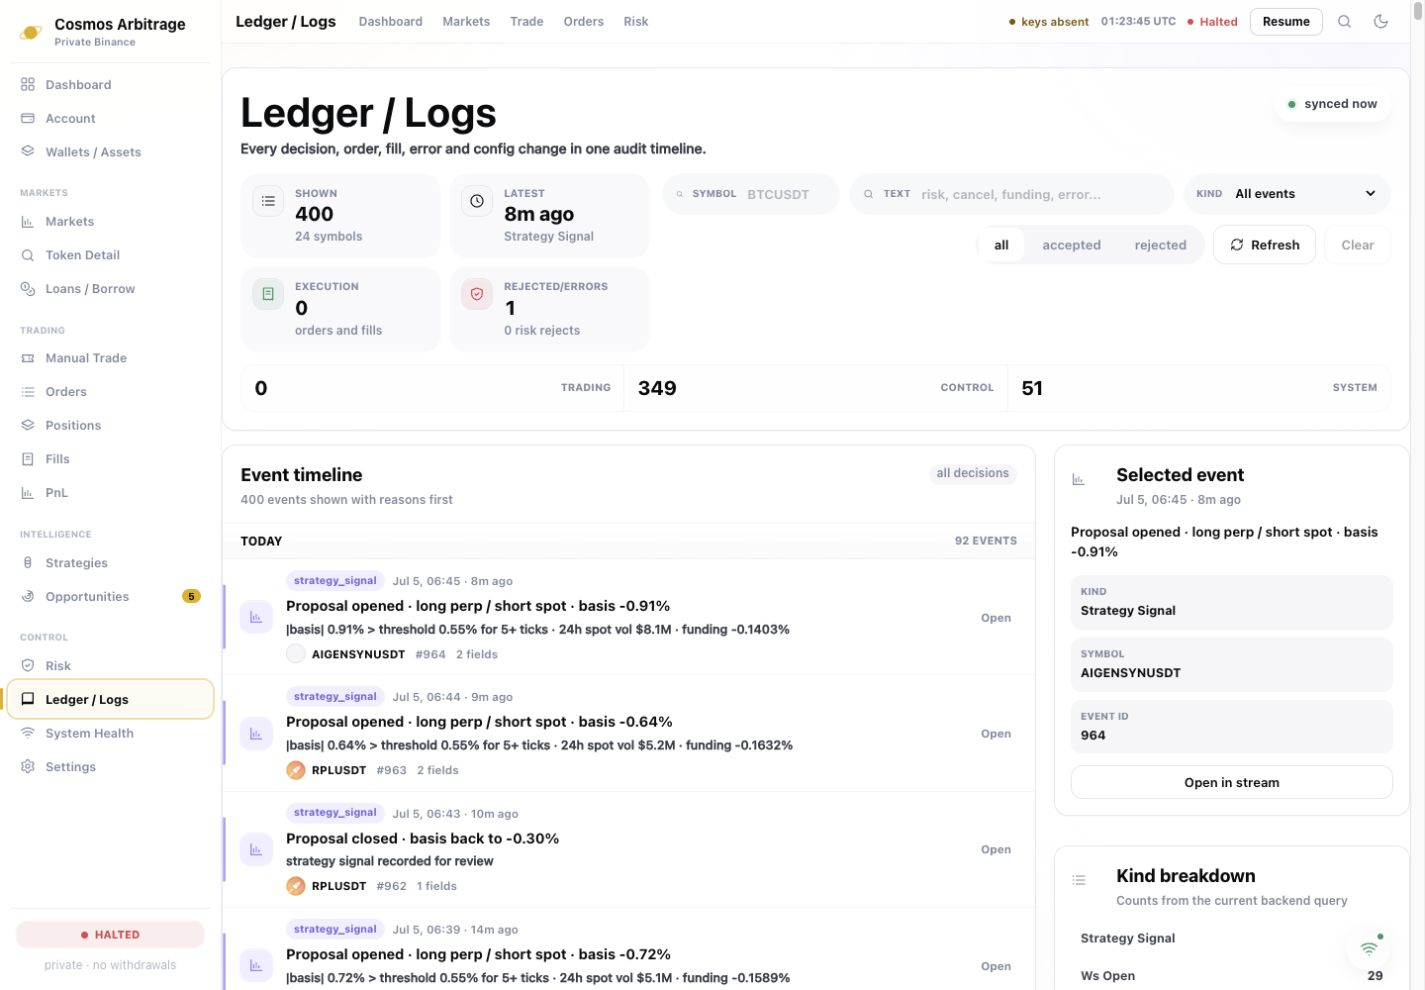 Cosmos Arbitrage
Private Binance
Dashboard
Account
Wallets / Assets
MARKETS
Markets
Token Detail
Loans / Borrow
TRADING
Manual Trade
Orders
Positions
Fills
PnL
INTELLIGENCE
Strategies
Opportunities 5
CONTROL
Risk
Ledger / Logs
System Health
Settings
HALTED
private · no withdrawals
Ledger / Logs Dashboard Markets Trade Orders Risk keys absent 01:23:45 UTC Halted Resume
Ledger / Logs
synced now
Every decision, order, fill, error and config change in one audit timeline.
SHOWN
400
24 symbols
LATEST
8m ago
Strategy Signal
EXECUTION
0
orders and fills
REJECTED/ERRORS
1
0 risk rejects
SYMBOL BTCUSDT
TEXT risk, cancel, funding, error...
KIND All events
all accepted rejected Refresh Clear
0 TRADING 349 CONTROL 51 SYSTEM
Event timeline
all decisions
400 events shown with reasons first
TODAY 92 EVENTS
strategy_signal Jul 5, 06:45 · 8m ago
Proposal opened · long perp / short spot · basis -0.91%
|basis| 0.91% > threshold 0.55% for 5+ ticks · 24h spot vol $8.1M · funding -0.1403%
AIGENSYNUSDT #964 2 fields
Open
strategy_signal Jul 5, 06:44 · 9m ago
Proposal opened · long perp / short spot · basis -0.64%
|basis| 0.64% > threshold 0.55% for 5+ ticks · 24h spot vol $5.2M · funding -0.1632%
RPLUSDT #963 2 fields
Open
strategy_signal Jul 5, 06:43 · 10m ago
Proposal closed · basis back to -0.30%
strategy signal recorded for review
RPLUSDT #962 1 fields
Open
strategy_signal Jul 5, 06:39 · 14m ago
Proposal opened · long perp / short spot · basis -0.72%
|basis| 0.72% > threshold 0.55% for 5+ ticks · 24h spot vol $5.1M · funding -0.1589%
Open
Selected event
Jul 5, 06:45 · 8m ago
Proposal opened · long perp / short spot · basis
-0.91%
KIND
Strategy Signal
SYMBOL
AIGENSYNUSDT
EVENT ID
964
Open in stream
Kind breakdown
Counts from the current backend query
Strategy Signal
Ws Open 29